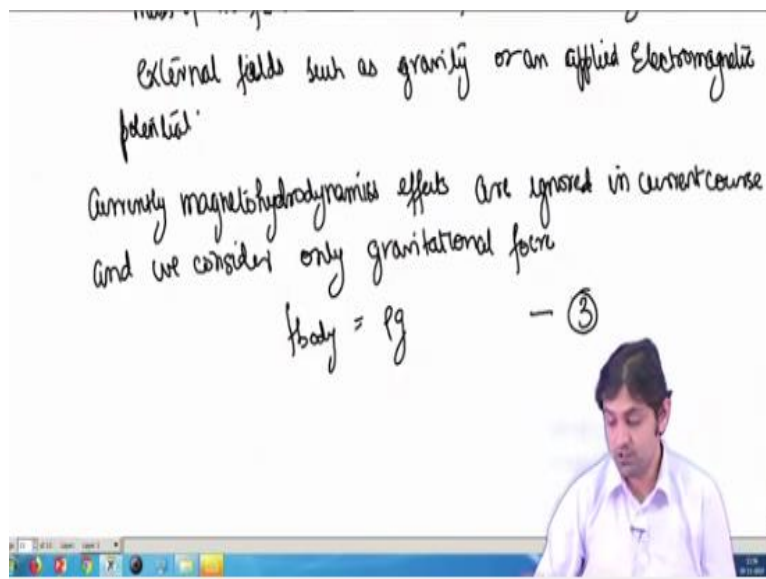 external fields such as gravity or an applied Electromagnetic
potential.
Currently magnetohydrodynamics effects are ignored in current course
and we consider only gravitational force
fbody = ρg — ③